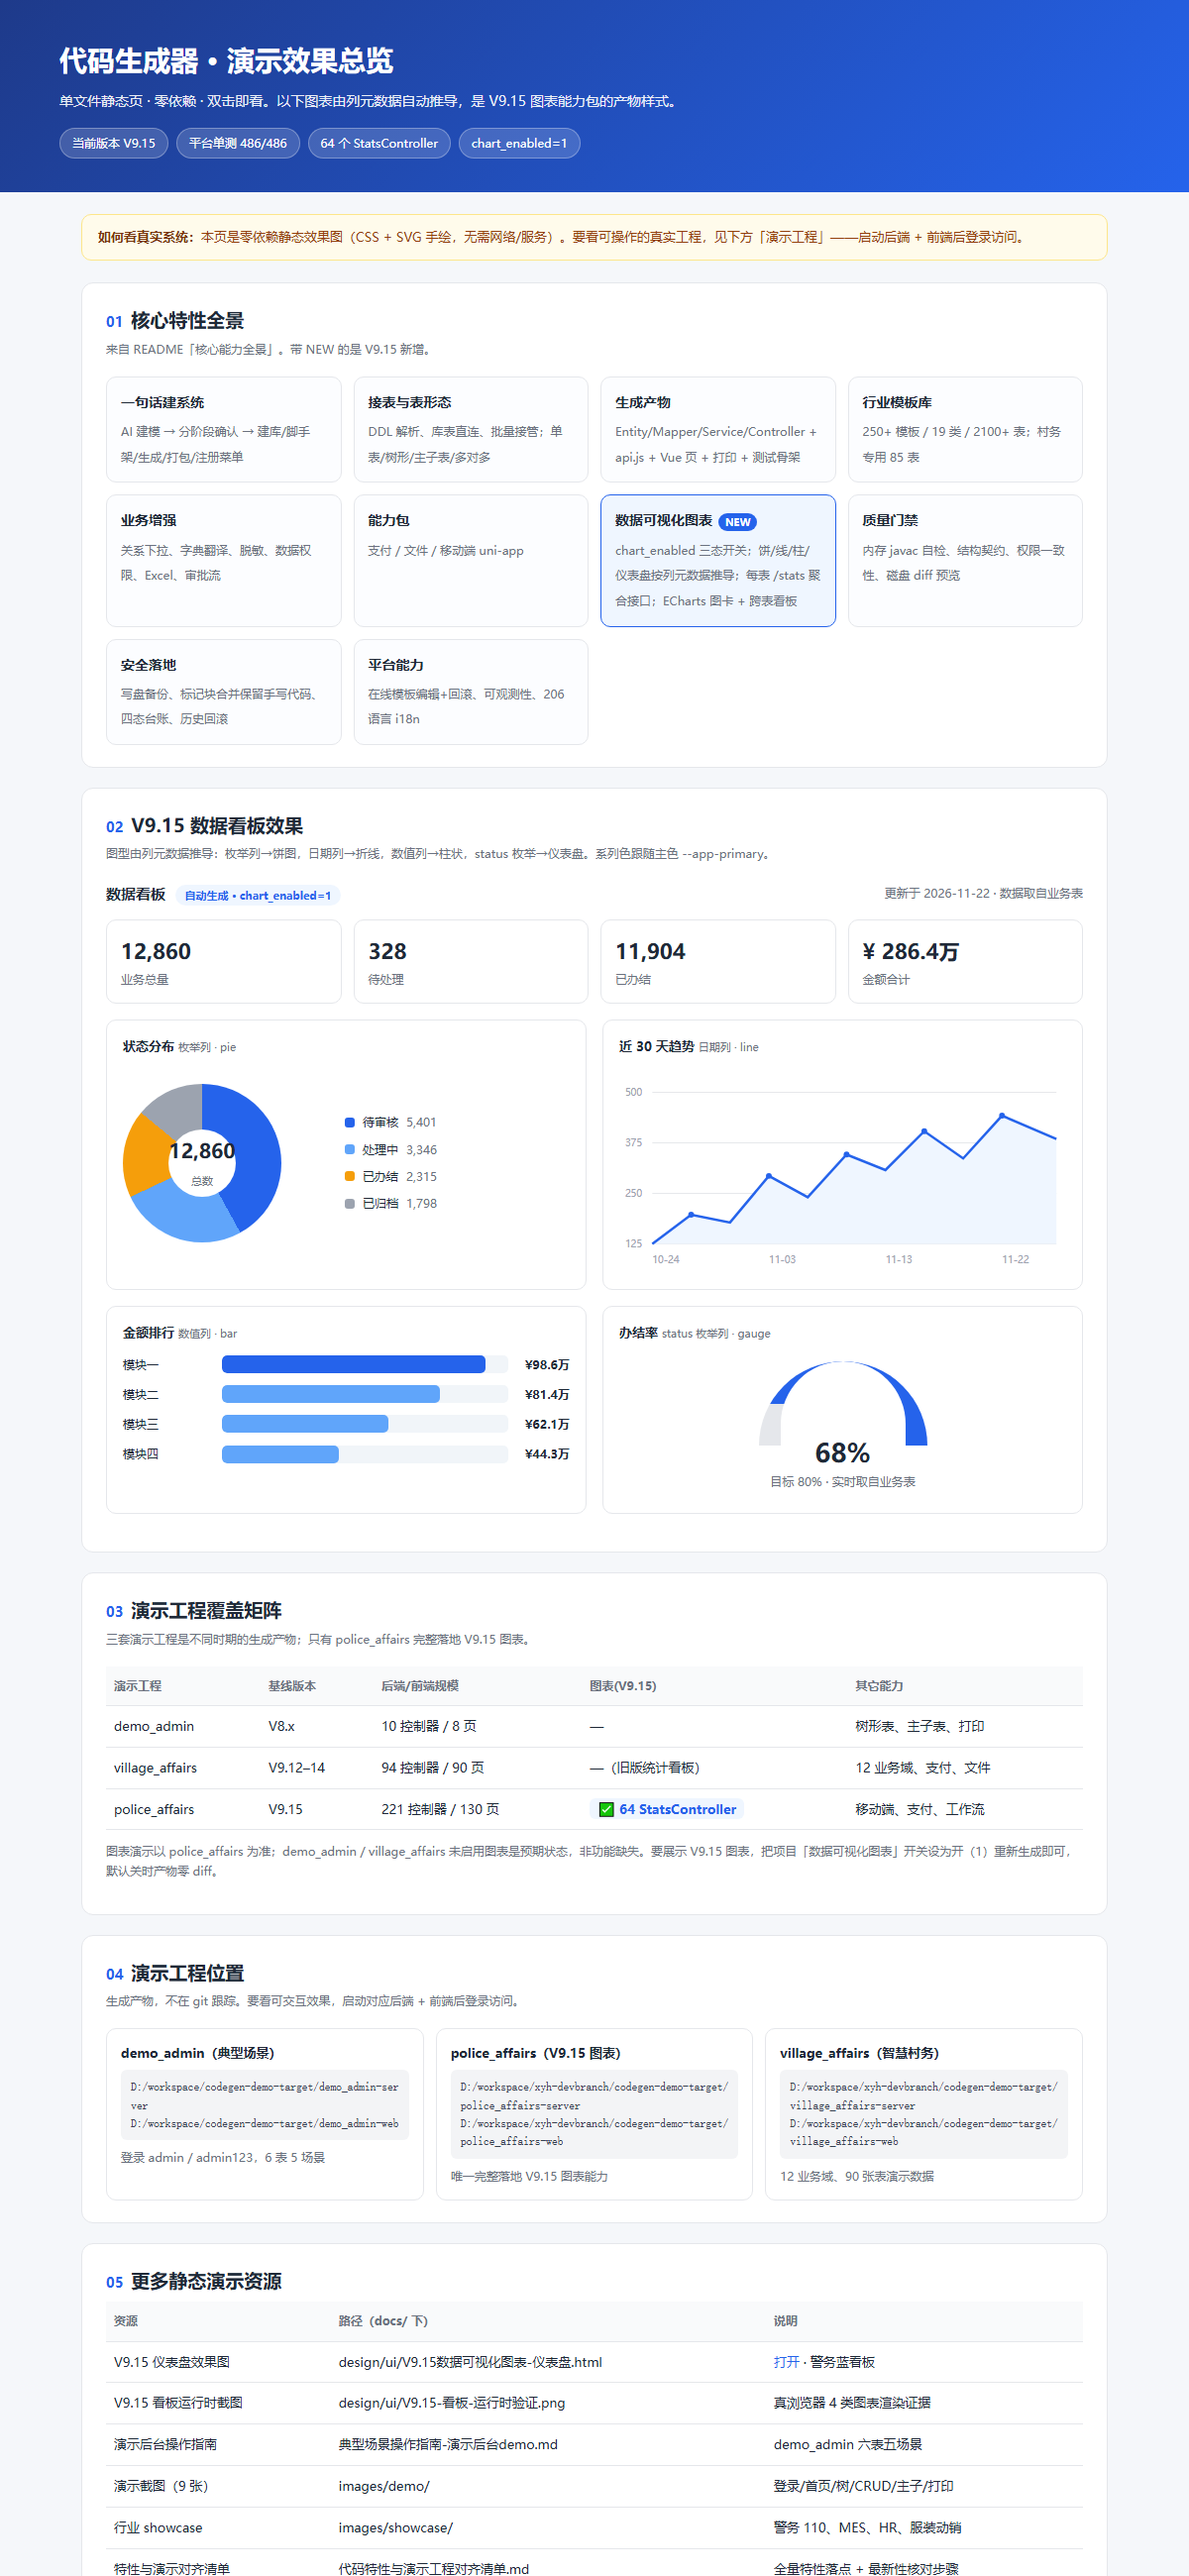 代码生成器 · 演示效果总览
单文件静态页 · 零依赖 · 双击即看。以下图表由列元数据自动推导，是 V9.15 图表能力包的产物样式。
当前版本 V9.15
平台单测 486/486
64 个 StatsController
chart_enabled=1
如何看真实系统：本页是零依赖静态效果图（CSS + SVG 手绘，无需网络/服务）。要看可操作的真实工程，见下方「演示工程」——启动后端 + 前端后登录访问。
01 核心特性全景
来自 README「核心能力全景」。带 NEW 的是 V9.15 新增。
一句话建系统
AI 建模 → 分阶段确认 → 建库/脚手
架/生成/打包/注册菜单
接表与表形态
DDL 解析、库表直连、批量接管；单
表/树形/主子表/多对多
生成产物
Entity/Mapper/Service/Controller +
api.js + Vue 页 + 打印 + 测试骨架
行业模板库
250+ 模板 / 19 类 / 2100+ 表；村务
专用 85 表
业务增强
关系下拉、字典翻译、脱敏、数据权
限、Excel、审批流
能力包
支付 / 文件 / 移动端 uni-app
数据可视化图表 NEW
chart_enabled 三态开关；饼/线/柱/
仪表盘按列元数据推导；每表 /stats 聚
合接口；ECharts 图卡 + 跨表看板
质量门禁
内存 javac 自检、结构契约、权限一致
性、磁盘 diff 预览
安全落地
写盘备份、标记块合并保留手写代码、
四态台账、历史回滚
平台能力
在线模板编辑+回滚、可观测性、206
语言 i18n
02 V9.15 数据看板效果
图型由列元数据推导：枚举列→饼图，日期列→折线，数值列→柱状，status 枚举→仪表盘。系列色跟随主色 --app-primary。
数据看板 自动生成 · chart_enabled=1
更新于 2026-11-22 · 数据取自业务表
12,860
业务总量
328
待处理
11,904
已办结
¥ 286.4万
金额合计
状态分布 枚举列 · pie
12,860
总数
待审核 5,401
处理中 3,346
已办结 2,315
已归档 1,798
近 30 天趋势 日期列 · line
500
375
250
125
10-24 11-03 11-13 11-22
金额排行 数值列 · bar
模块一 ¥98.6万
模块二 ¥81.4万
模块三 ¥62.1万
模块四 ¥44.3万
办结率 status 枚举列 · gauge
68%
目标 80% · 实时取自业务表
03 演示工程覆盖矩阵
三套演示工程是不同时期的生成产物；只有 police_affairs 完整落地 V9.15 图表。
演示工程 基线版本 后端/前端规模 图表(V9.15) 其它能力
demo_admin V8.x 10 控制器 / 8 页 — 树形表、主子表、打印
village_affairs V9.12–14 94 控制器 / 90 页 —（旧版统计看板） 12 业务域、支付、文件
police_affairs V9.15 221 控制器 / 130 页 ✅ 64 StatsController 移动端、支付、工作流
图表演示以 police_affairs 为准；demo_admin / village_affairs 未启用图表是预期状态，非功能缺失。要展示 V9.15 图表，把项目「数据可视化图表」开关设为开（1）重新生成即可，
默认关时产物零 diff。
04 演示工程位置
生成产物，不在 git 跟踪。要看可交互效果，启动对应后端 + 前端后登录访问。
demo_admin（典型场景）
D:/workspace/codegen-demo-target/demo_admin-ser
ver
D:/workspace/codegen-demo-target/demo_admin-web
登录 admin / admin123，6 表 5 场景
police_affairs（V9.15 图表）
D:/workspace/xyh-devbranch/codegen-demo-target/
police_affairs-server
D:/workspace/xyh-devbranch/codegen-demo-target/
police_affairs-web
唯一完整落地 V9.15 图表能力
village_affairs（智慧村务）
D:/workspace/xyh-devbranch/codegen-demo-target/
village_affairs-server
D:/workspace/xyh-devbranch/codegen-demo-target/
village_affairs-web
12 业务域、90 张表演示数据
05 更多静态演示资源
资源 路径（docs/ 下） 说明
V9.15 仪表盘效果图 design/ui/V9.15数据可视化图表-仪表盘.html 打开 · 警务蓝看板
V9.15 看板运行时截图 design/ui/V9.15-看板-运行时验证.png 真浏览器 4 类图表渲染证据
演示后台操作指南 典型场景操作指南-演示后台demo.md demo_admin 六表五场景
演示截图（9 张） images/demo/ 登录/首页/树/CRUD/主子/打印
行业 showcase images/showcase/ 警务 110、MES、HR、服装动销
特性与演示对齐清单 代码特性与演示工程对齐清单.md 全量特性落点 + 最新性核对步骤